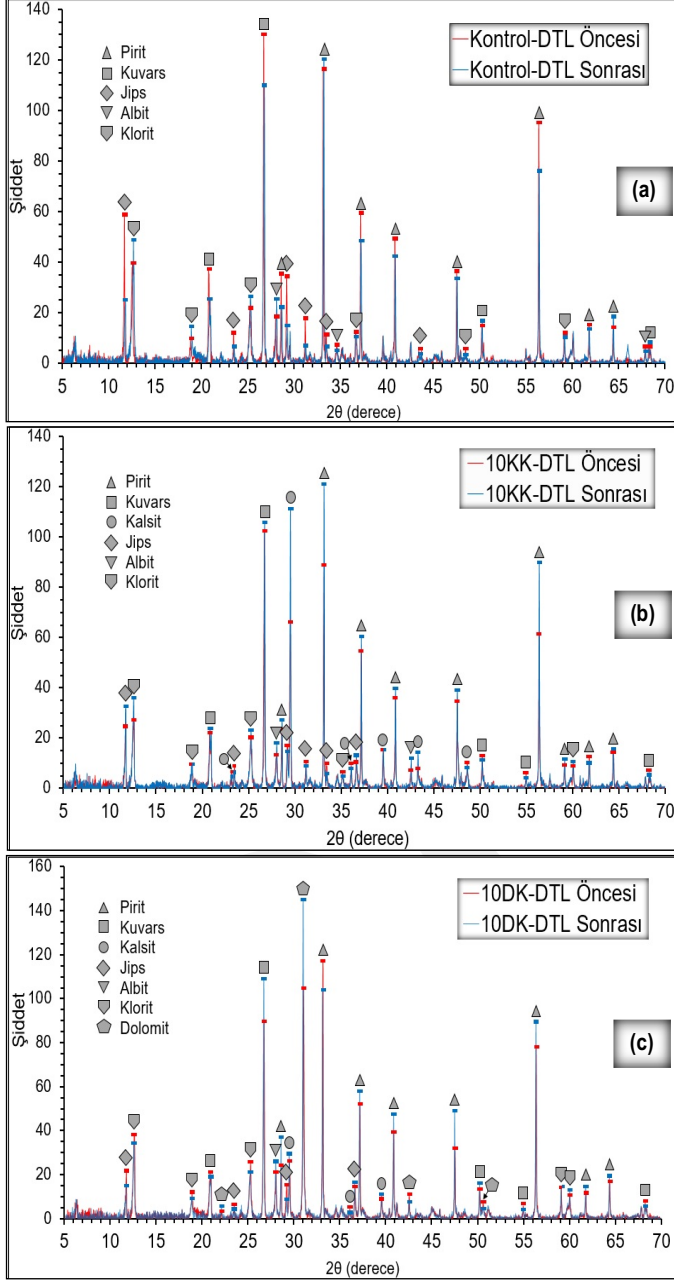 140
120
100
80
60
40
20
0
Şiddet
Pirit
Kuvars
Jips
Albit
Klorit
Kontrol-DTL Öncesi
Kontrol-DTL Sonrası
(a)
5 10 15 20 25 30 35 40 45 50 55 60 65 70
2θ (derece)
140
120
100
80
60
40
20
0
Şiddet
Pirit
Kuvars
Kalsit
Jips
Albit
Klorit
10KK-DTL Öncesi
10KK-DTL Sonrası
(b)
5 10 15 20 25 30 35 40 45 50 55 60 65 70
2θ (derece)
160
140
120
100
80
60
40
20
0
Şiddet
Pirit
Kuvars
Kalsit
Jips
Albit
Klorit
Dolomit
10DK-DTL Öncesi
10DK-DTL Sonrası
(c)
5 10 15 20 25 30 35 40 45 50 55 60 65 70
2θ (derece)